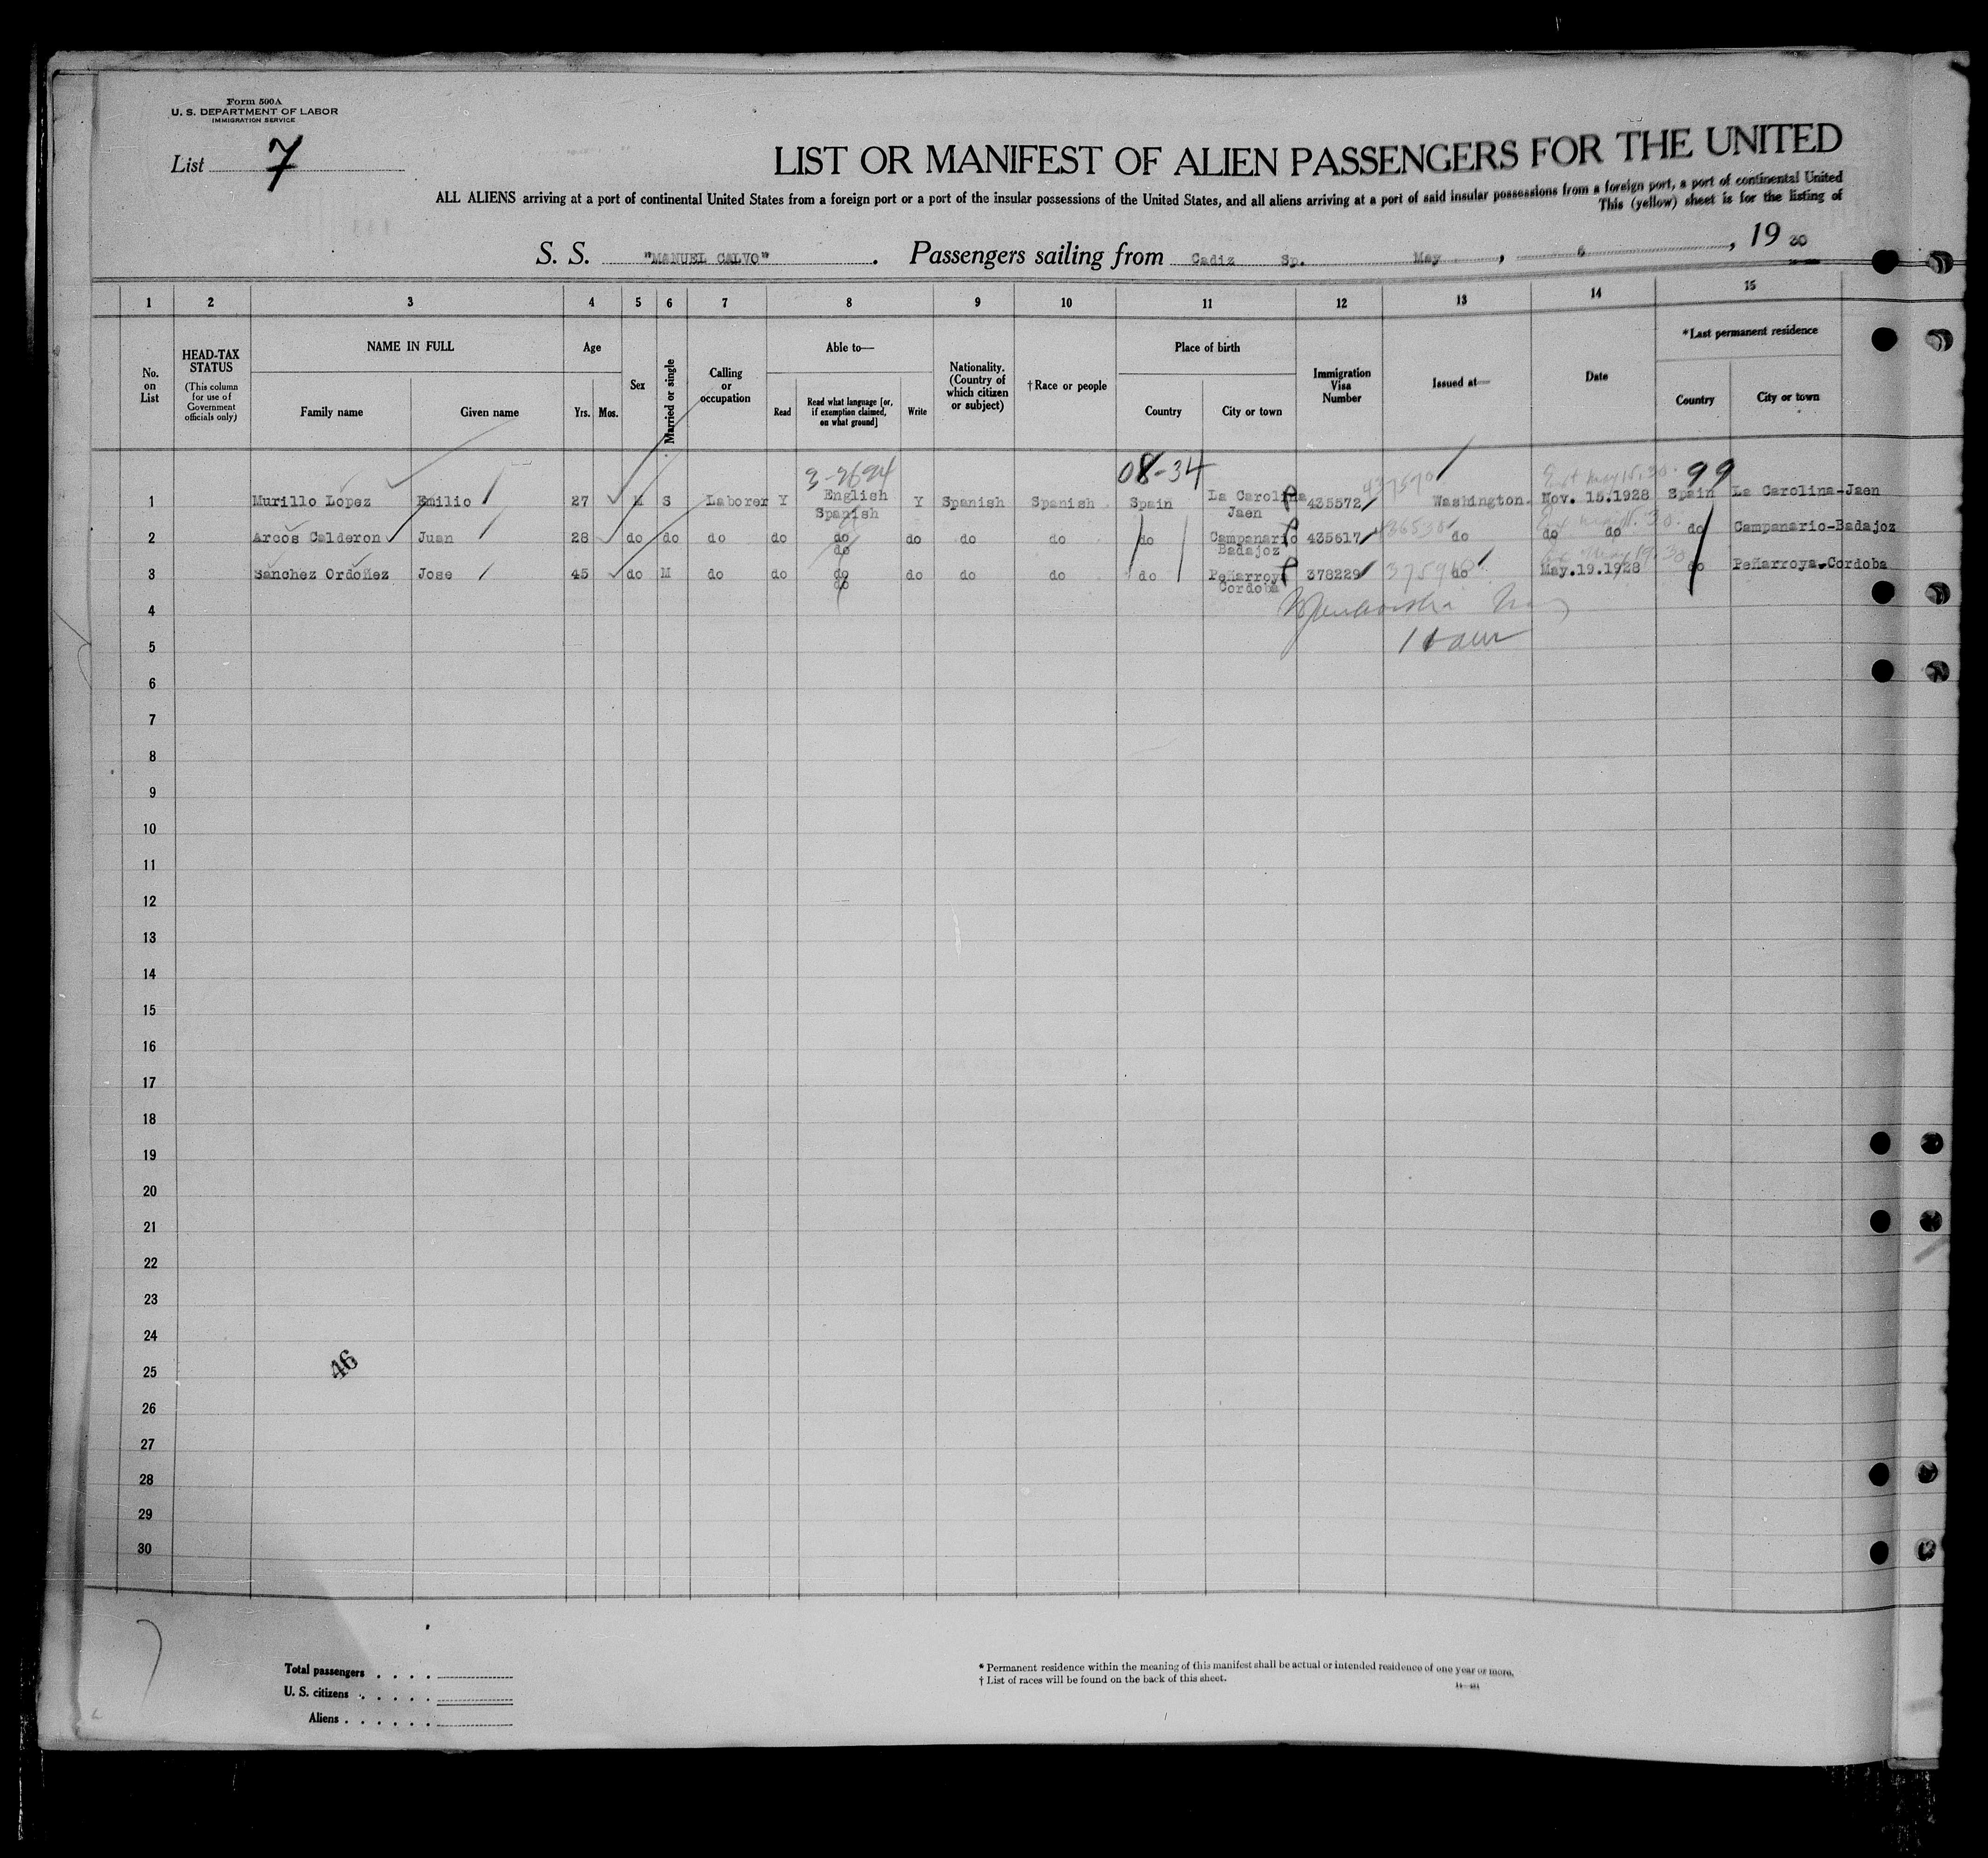 Form 500A
U. S. DEPARTMENT OF LABOR
IMMIGRATION SERVICE
List 7
LIST OR MANIFEST OF ALIEN PASSENGERS FOR THE UNITED
ALL ALIENS arriving at a port of continental United States from a foreign port or a port of the insular possessions of the United States, and all aliens arriving at a port of said insular possessions from a foreign port, a port of continental United
This (yellow) sheet is for the listing of
S. S. "MANUEL CALVO". Passengers sailing from Cadiz Sp. May, 6, 1930
1 2 3 4 5 6 7 8 9 10 11 12 13 14 15
No. on List
HEAD-TAX STATUS
(This column for use of Government officials only)
NAME IN FULL
Family name
Given name
Age
Yrs. Mos.
Sex
Married or single
Calling or occupation
Able to—
Read
Read what language [or, if exemption claimed, on what ground]
Write
Nationality. (Country of which citizen or subject)
† Race or people
Place of birth
Country
City or town
Immigration Visa Number
Issued at—
Date
*Last permanent residence
Country
City or town
3-2694 08-34 437570 May 15.30. 99
1 Murillo Lopez Emilio 27 M S Laborer Y English Spanish Y Spanish Spanish Spain La Carolina Jaen 435572 Washington. Nov. 15.1928 Spain La Carolina-Jaen
2 Arcos Calderon Juan 28 do do do do do do do do do do Campanario Badajoz 435617 do do do do Campanario-Badajoz
3 Sanchez Ordoñez Jose 45 do M do do do do do do do do Peñarroya Cordoba 378229 do May.19.1928 do Peñarroya-Cordoba
4
5
6
7
8
9
10
11
12
13
14
15
16
17
18
19
20
21
22
23
24
46
25
26
27
28
29
30
Total passengers . . . .
U. S. citizens . . . . .
Aliens . . . . . .
* Permanent residence within the meaning of this manifest shall be actual or intended residence of one year or more.
† List of races will be found on the back of this sheet.